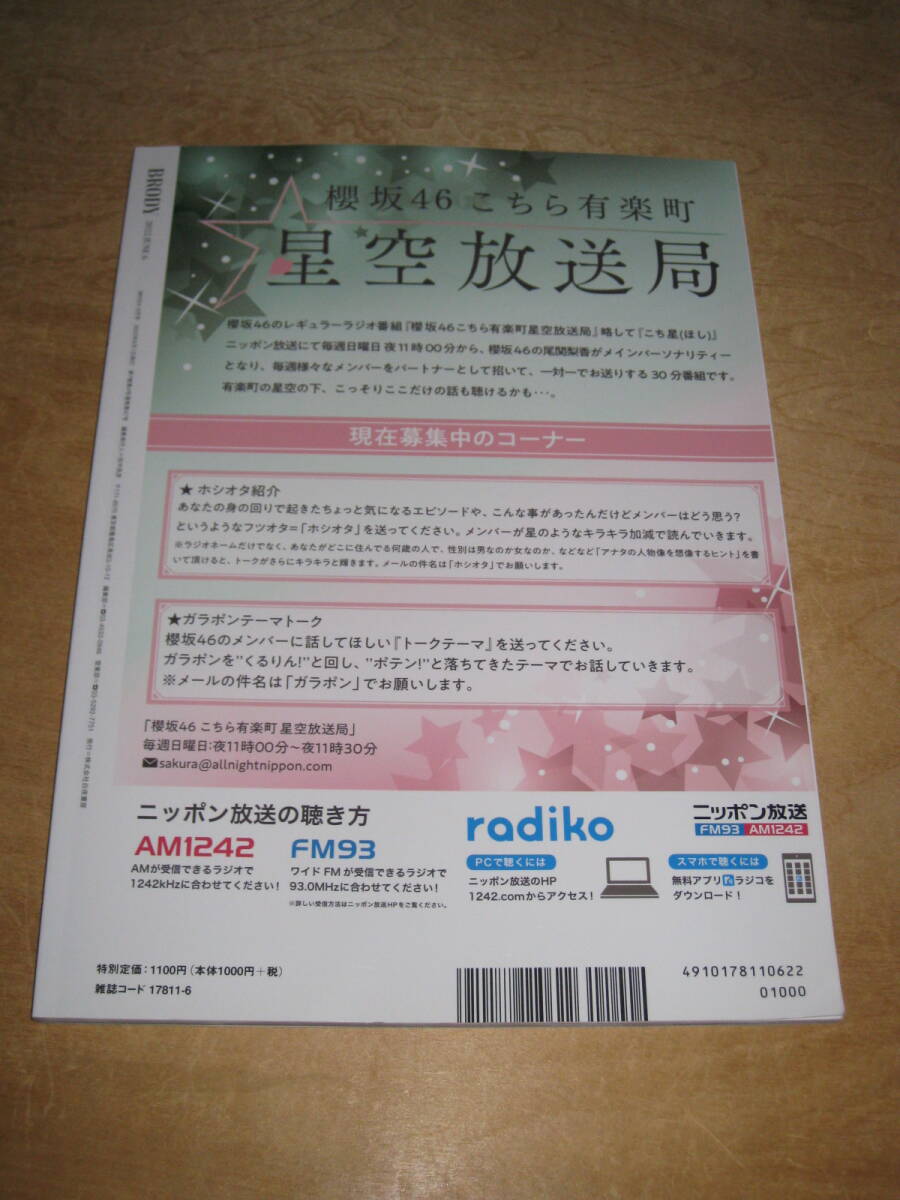 BRODY 2022 JUNE 6
櫻坂46 こちら有楽町
星空放送局
櫻坂46のレギュラーラジオ番組『櫻坂46こちら有楽町星空放送局』略して『こち星(ほし)』
ニッポン放送にて毎週日曜日 夜11時00分から、櫻坂46の尾関梨香がメインパーソナリティー
となり、毎週様々なメンバーをパートナーとして招いて、一対一でお送りする30分番組です。
有楽町の星空の下、こっそりここだけの話も聴けるかも・・・。
現在募集中のコーナー
★ ホシオタ紹介
あなたの身の回りで起きたちょっと気になるエピソードや、こんな事があったんだけどメンバーはどう思う?
というようなフツオタ=「ホシオタ」を送ってください。メンバーが星のようなキラキラ加減で読んでいきます。
※ラジオネームだけでなく、あなたがどこに住んでる何歳の人で、性別は男なのか女なのか、などなど「アナタの人物像を想像するヒント」を書
いて頂けると、トークがさらにキラキラと輝きます。メールの件名は「ホシオタ」でお願いします。
★ガラポンテーマトーク
櫻坂46のメンバーに話してほしい『トークテーマ』を送ってください。
ガラポンを"くるりん!"と回し、"ポテン!"と落ちてきたテーマでお話していきます。
※メールの件名は「ガラポン」でお願いします。
「櫻坂46 こちら有楽町 星空放送局」
毎週日曜日:夜11時00分〜夜11時30分
sakura@allnightnippon.com
ニッポン放送の聴き方
AM1242
AMが受信できるラジオで
1242kHzに合わせてください!
FM93
ワイドFMが受信できるラジオで
93.0MHzに合わせてください!
※詳しい受信方法はニッポン放送HPをご覧ください。
radiko
PCで聴くには
ニッポン放送のHP
1242.comからアクセス!
ニッポン放送
FM93 AM1242
スマホで聴くには
無料アプリ ラジコを
ダウンロード!
特別定価:1100円(本体1000円+税)
雑誌コード 17811-6
4910178110622
01000